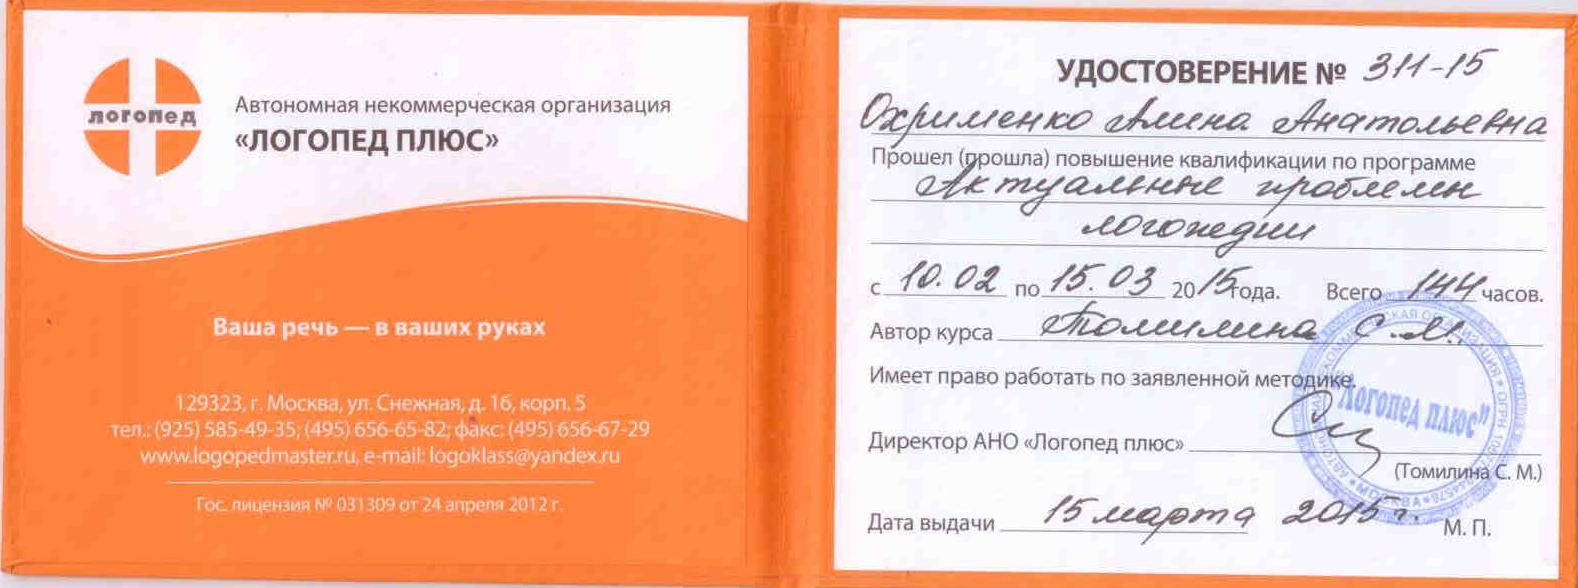 логопед
Автономная некоммерческая организация
«ЛОГОПЕД ПЛЮС»
Ваша речь — в ваших руках
129323, г. Москва, ул. Снежная, д. 16, корп. 5
тел.: (925) 585-49-35; (495) 656-65-82; факс: (495) 656-67-29
www.logopedmaster.ru, e-mail: logoklass@yandex.ru
Гос. лицензия № 031309 от 24 апреля 2012 г.
УДОСТОВЕРЕНИЕ № 311-15
Охрименко Алина Анатольевна
Прошел (прошла) повышение квалификации по программе
Актуальные проблемы
логопедии
с 10.02 по 15.03 2015 года. Всего 144 часов.
Автор курса Томилина С.М.
Имеет право работать по заявленной методике.
"Логопед плюс"
Директор АНО «Логопед плюс»
(Томилина С. М.)
МОСКВА
Дата выдачи 15 марта 2015 г.
М. П.